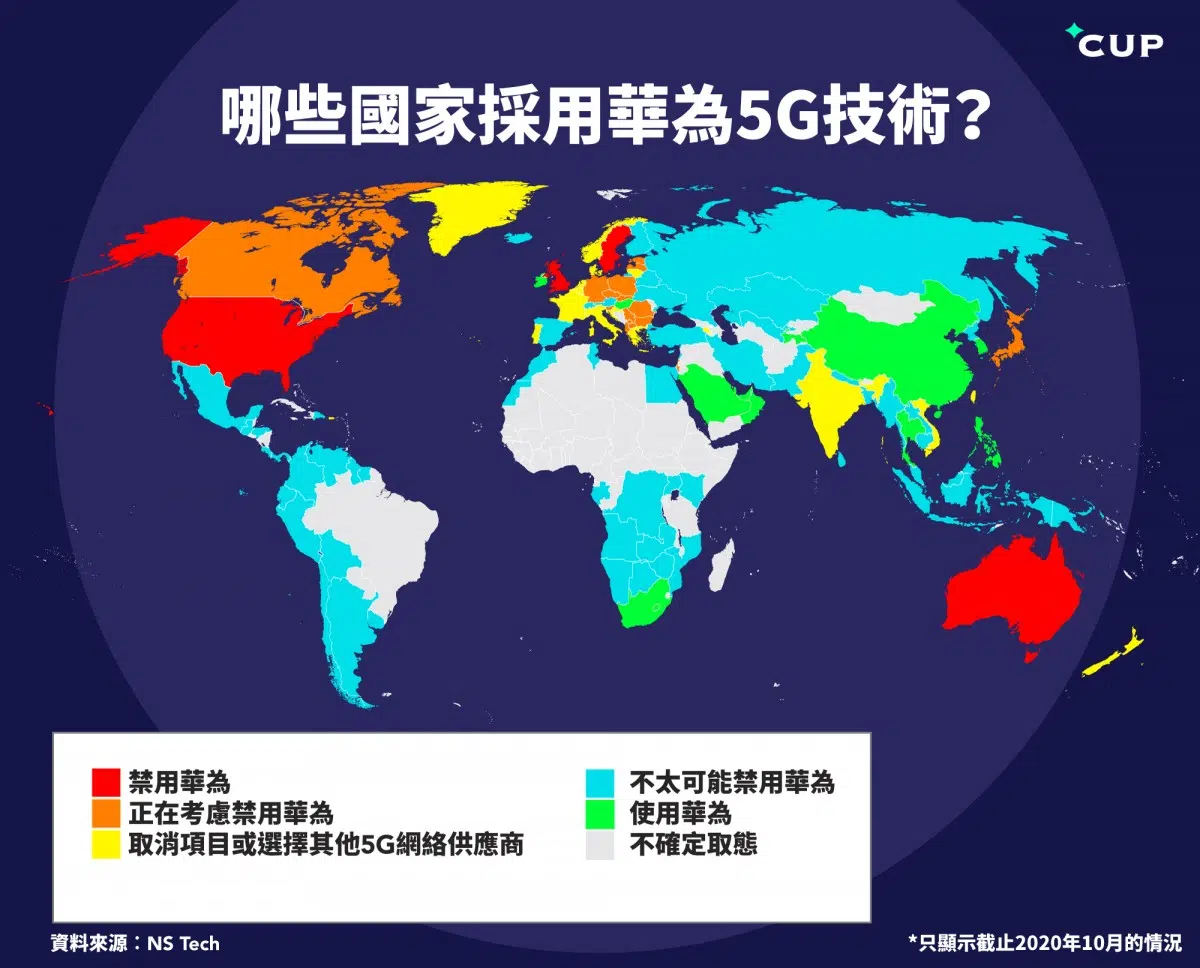 CUP
哪些國家採用華為5G技術？
禁用華為
正在考慮禁用華為
取消項目或選擇其他5G網絡供應商
不太可能禁用華為
使用華為
不確定取態
資料來源：NS Tech
*只顯示截止2020年10月的情況